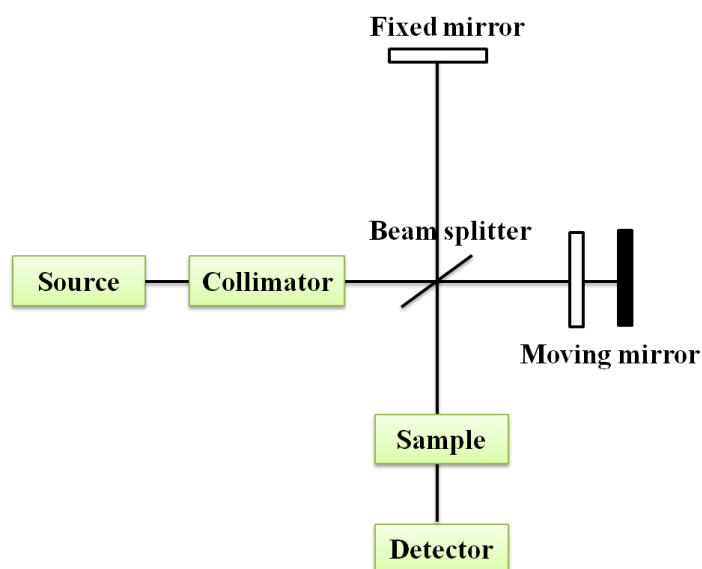 Fixed mirror
Beam splitter
Source
Collimator
Moving mirror
Sample
Detector